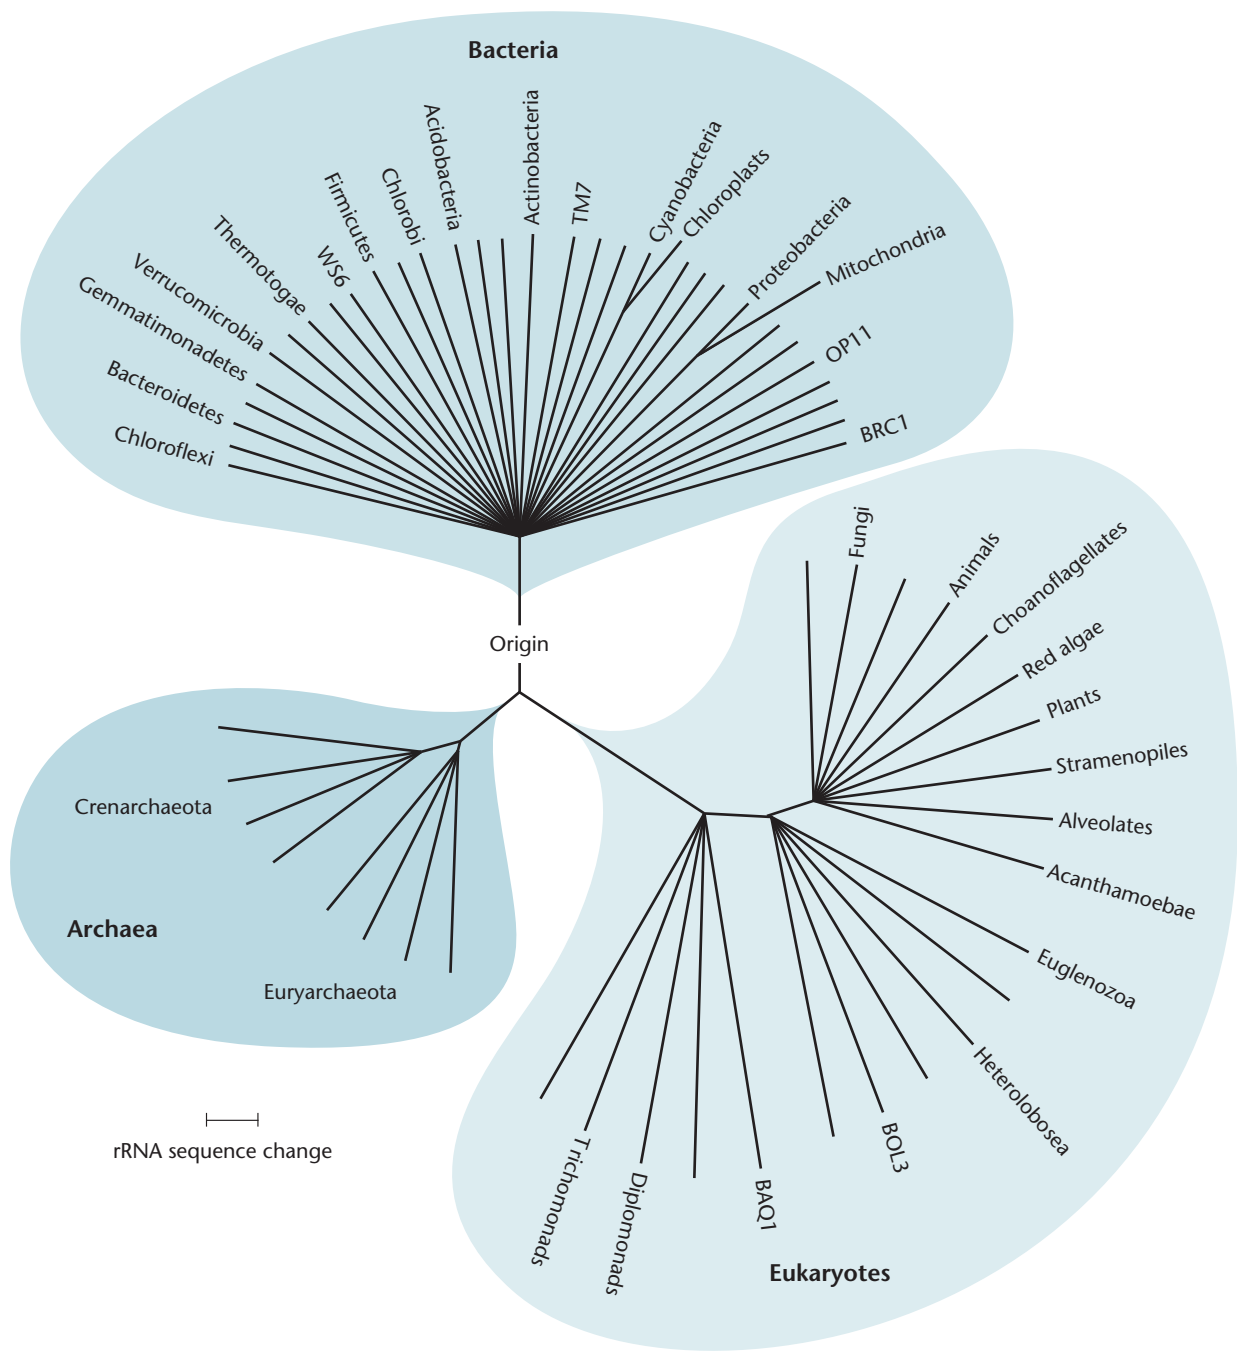 Bacteria
Chloroflexi
Bacteroidetes
Gemmatimonadetes
Verrucomicrobia
Thermotogae
WS6
Firmicutes
Chlorobi
Acidobacteria
Actinobacteria
TM7
Cyanobacteria
Chloroplasts
Proteobacteria
Mitochondria
OP11
BRC1
Origin
Crenarchaeota
Archaea
Euryarchaeota
rRNA sequence change
Fungi
Animals
Choanoflagellates
Red algae
Plants
Stramenopiles
Alveolates
Acanthamoebae
Euglenozoa
Heterolobosea
BOL3
BAQ1
Diplomonads
Trichomonads
Eukaryotes